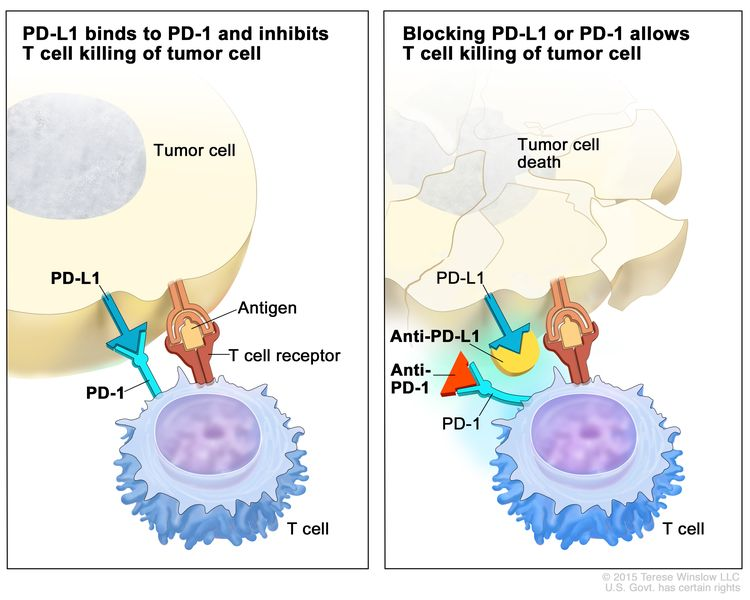 PD-L1 binds to PD-1 and inhibits
T cell killing of tumor cell
Tumor cell
PD-L1
Antigen
T cell receptor
PD-1
T cell
Blocking PD-L1 or PD-1 allows
T cell killing of tumor cell
Tumor cell
death
PD-L1
Anti-PD-L1
Anti-
PD-1
PD-1
T cell
© 2015 Terese Winslow LLC
U.S. Govt. has certain rights